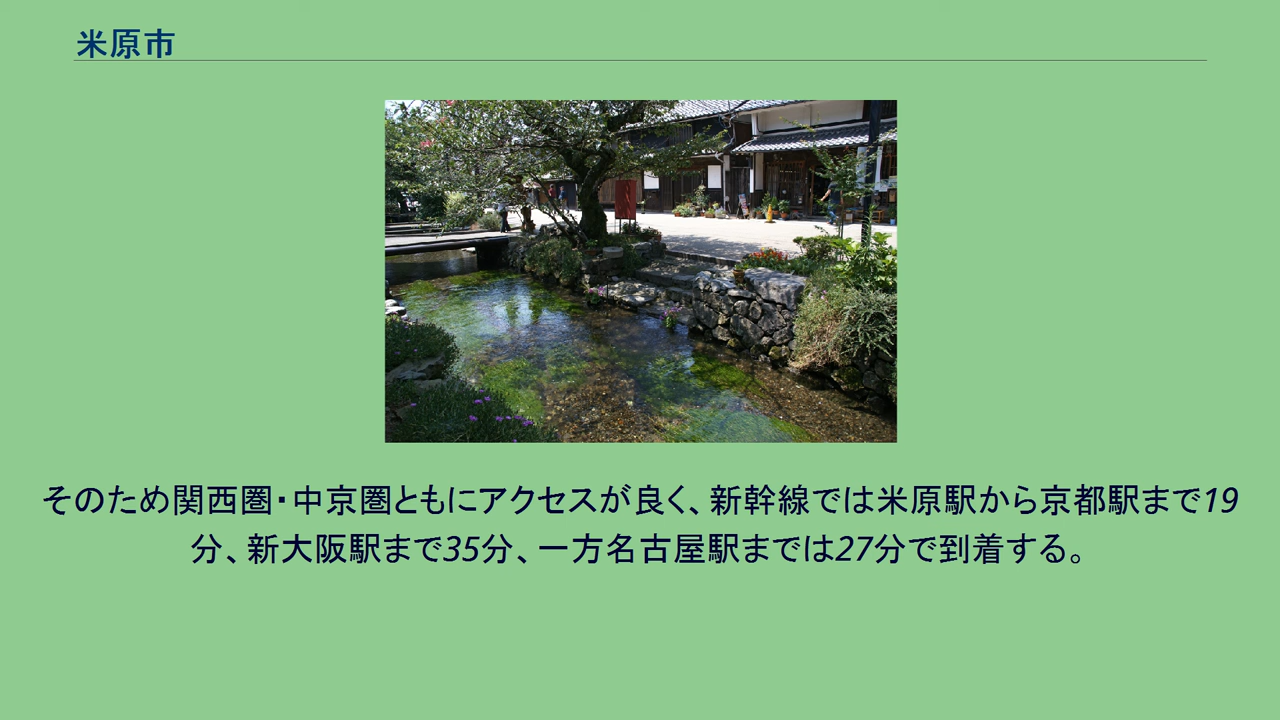 米原市
そのため関西圏・中京圏ともにアクセスが良く、新幹線では米原駅から京都駅まで19
分、新大阪駅まで35分、一方名古屋駅までは27分で到着する。